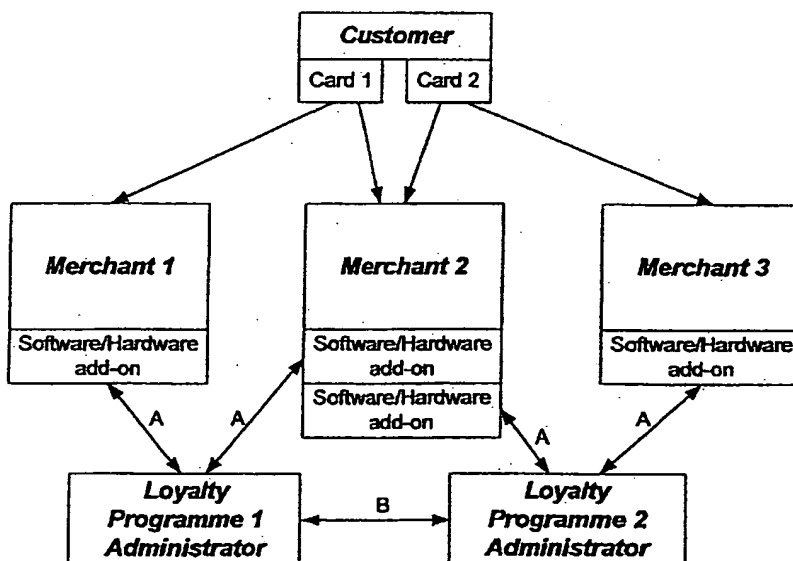 Customer
Card 1
Card 2
Merchant 1
Merchant 2
Merchant 3
Software/Hardware
add-on
Software/Hardware
add-on
Software/Hardware
add-on
Software/Hardware
add-on
A
A
A
A
Loyalty
Programme 1
Administrator
B
Loyalty
Programme 2
Administrator